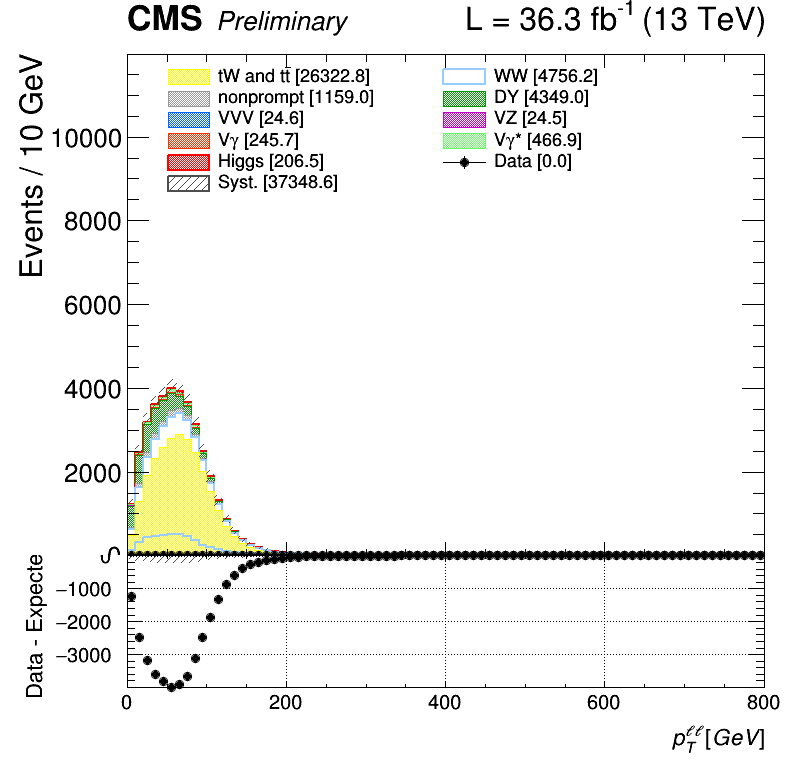 CMS Preliminary L = 36.3 fb⁻¹ (13 TeV)
Events / 10 GeV
tW and tt̄ [26322.8]
nonprompt [1159.0]
VVV [24.6]
Vγ [245.7]
Higgs [206.5]
Syst. [37348.6]
WW [4756.2]
DY [4349.0]
VZ [24.5]
Vγ* [466.9]
Data [0.0]
10000
8000
6000
4000
2000
0
Data - Expecte
−1000
−2000
−3000
0 200 400 600 800
p_T^ℓℓ [GeV]